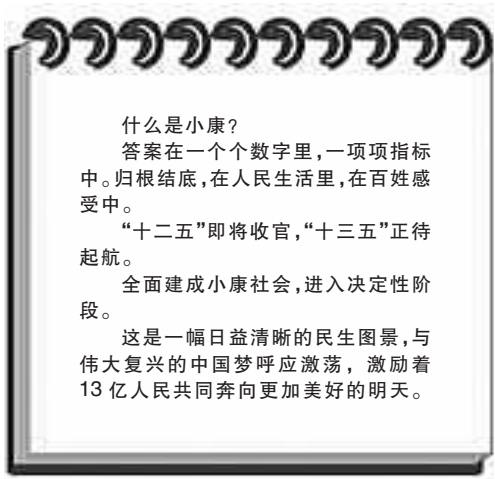 什么是小康?
答案在一个个数字里,一项项指标
中。归根结底,在人民生活里,在百姓感
受中。
“十二五”即将收官,“十三五”正待
起航。
全面建成小康社会,进入决定性阶
段。
这是一幅日益清晰的民生图景,与
伟大复兴的中国梦呼应激荡，激励着
13 亿人民共同奔向更加美好的明天。